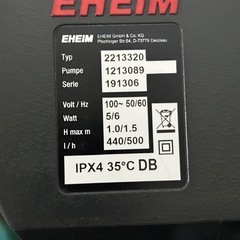 EHEIM
EHEIM
EHEIM GmbH & Co. KG
Plochinger Str.54, D-73779 Deizisau
Typ 2213320
Pumpe 1213089
Serie 191306
Volt / Hz 100~ 50/60
Watt 5/6
H max m 1.0/1.5
l / h 440/500
IPX4 35°C DB